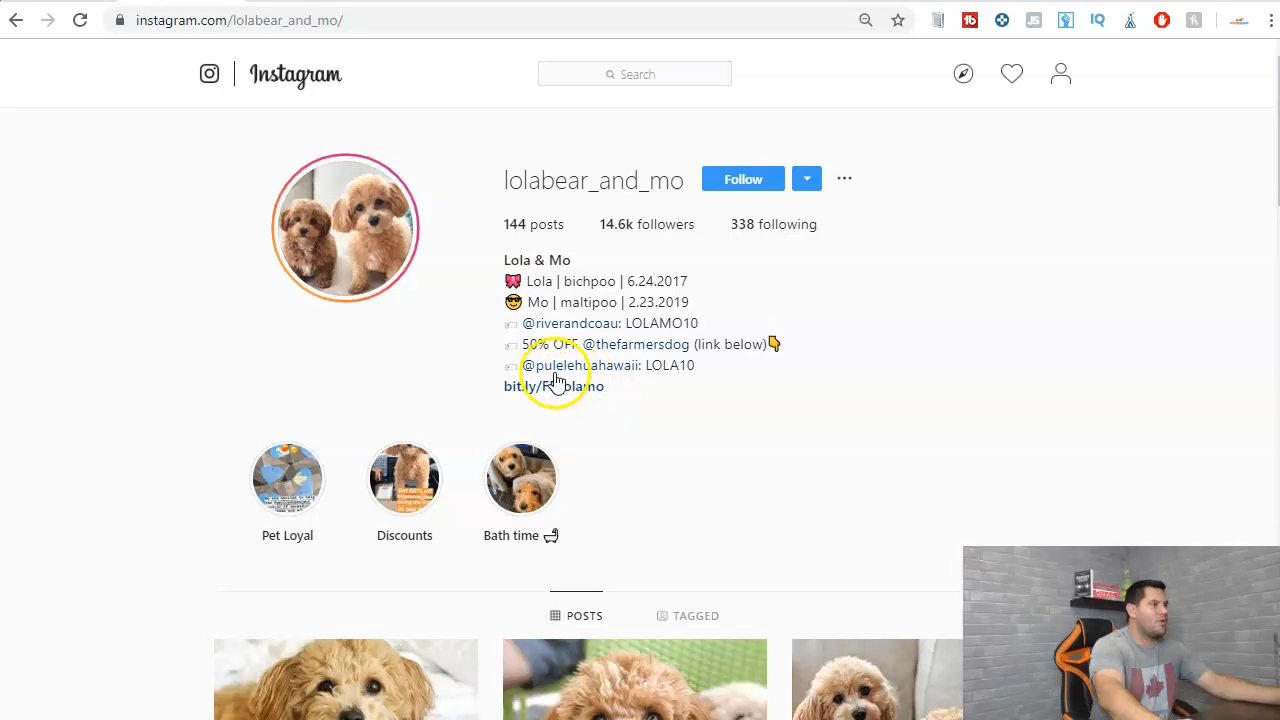 instagram.com/lolabear_and_mo/
Instagram
Search
lolabear_and_mo Follow
144 posts 14.6k followers 338 following
Lola & Mo
🎀 Lola | bichpoo | 6.24.2017
😎 Mo | maltipoo | 2.23.2019
@riverandcoau: LOLAMO10
50% OFF @thefarmersdog (link below)👇
@pulelehuahawaii: LOLA10
Pet Loyal Discounts Bath time 🛁
POSTS TAGGED